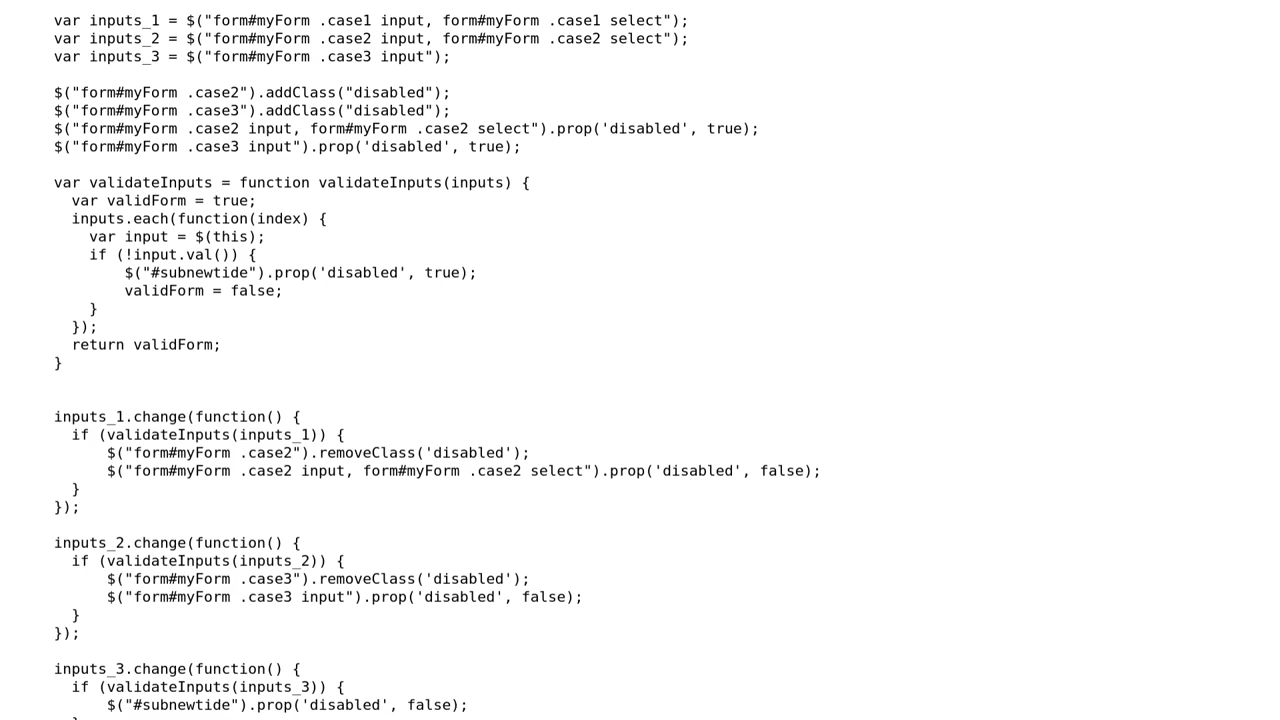 var inputs_1 = $("form#myForm .case1 input, form#myForm .case1 select");
var inputs_2 = $("form#myForm .case2 input, form#myForm .case2 select");
var inputs_3 = $("form#myForm .case3 input");

$("form#myForm .case2").addClass("disabled");
$("form#myForm .case3").addClass("disabled");
$("form#myForm .case2 input, form#myForm .case2 select").prop('disabled', true);
$("form#myForm .case3 input").prop('disabled', true);

var validateInputs = function validateInputs(inputs) {
  var validForm = true;
  inputs.each(function(index) {
    var input = $(this);
    if (!input.val()) {
        $("#subnewtide").prop('disabled', true);
        validForm = false;
    }
  });
  return validForm;
}


inputs_1.change(function() {
  if (validateInputs(inputs_1)) {
      $("form#myForm .case2").removeClass('disabled');
      $("form#myForm .case2 input, form#myForm .case2 select").prop('disabled', false);
  }
});

inputs_2.change(function() {
  if (validateInputs(inputs_2)) {
      $("form#myForm .case3").removeClass('disabled');
      $("form#myForm .case3 input").prop('disabled', false);
  }
});

inputs_3.change(function() {
  if (validateInputs(inputs_3)) {
      $("#subnewtide").prop('disabled', false);
  }